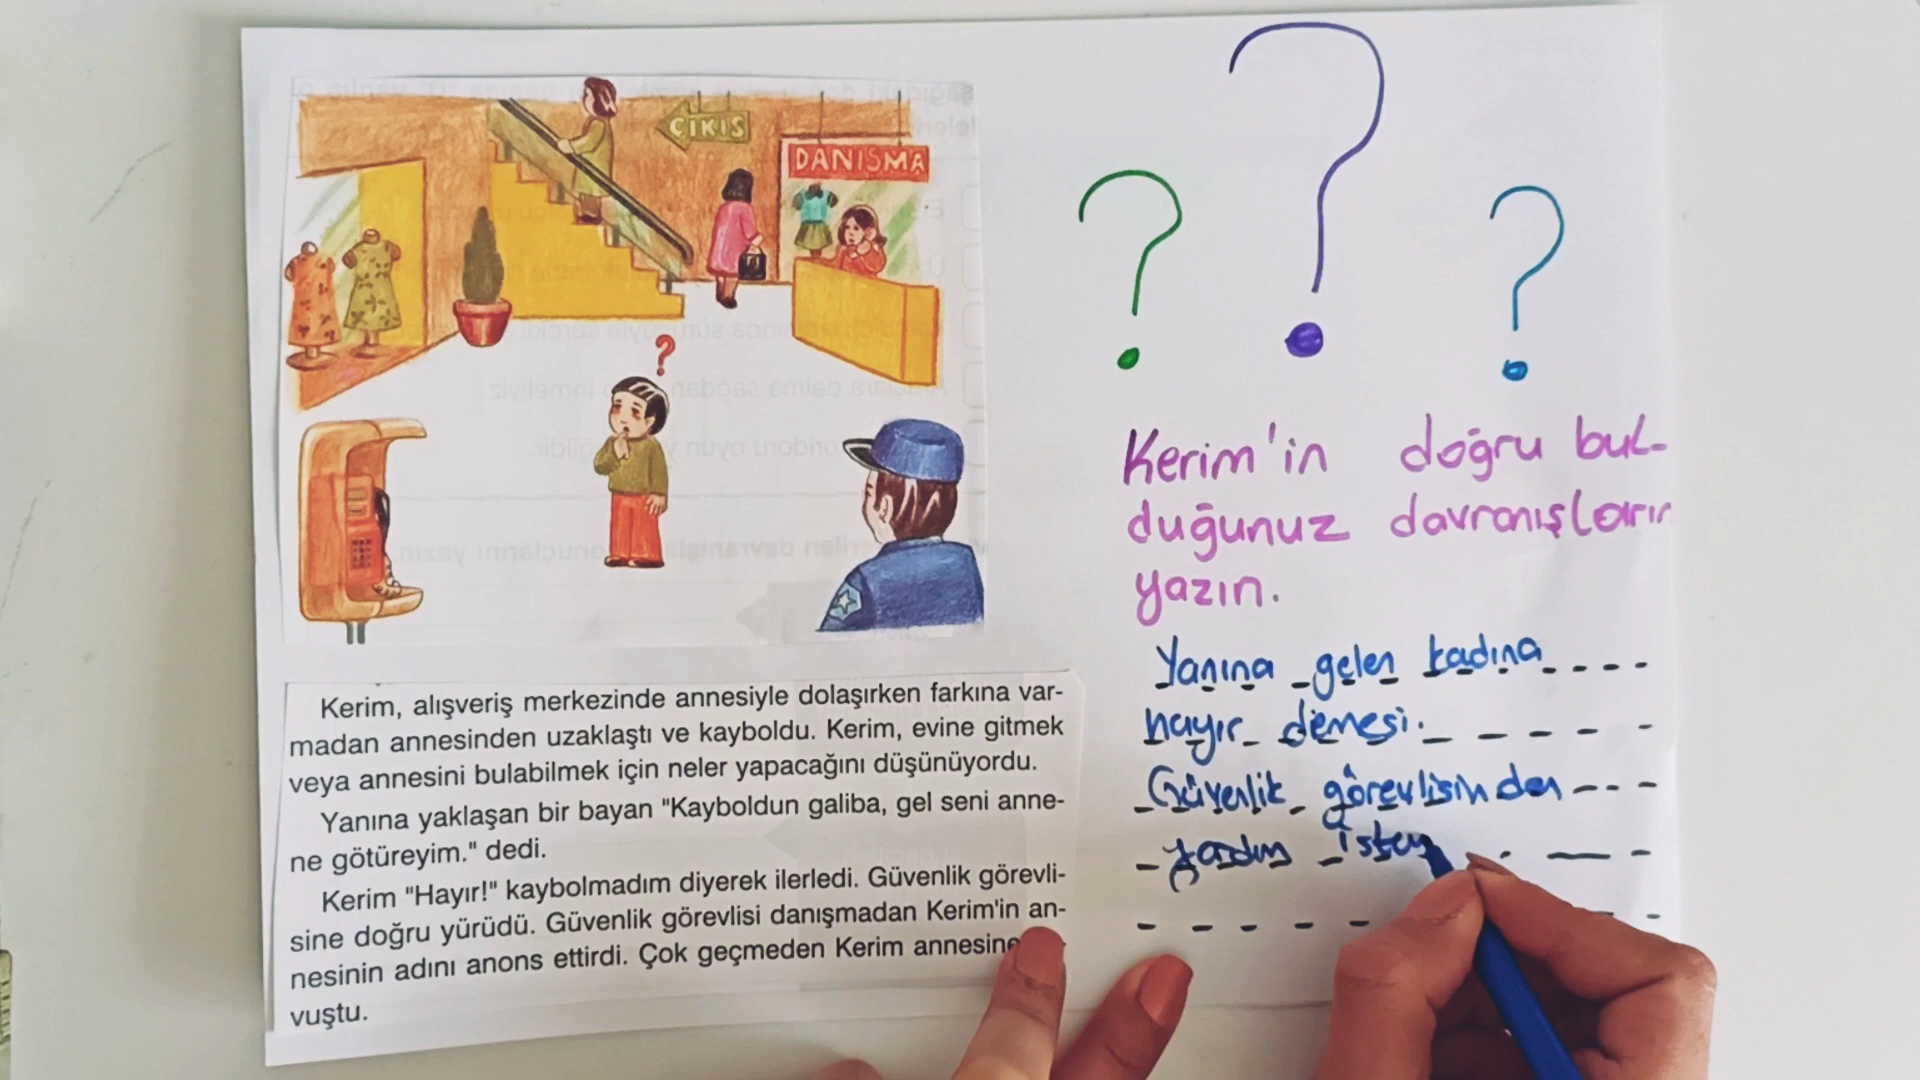 ÇIKIŞ
DANIŞMA
?
? ? ?
Kerim'in doğru bul-
duğunuz davranışların
yazın.
Yanına gelen kadına
hayır demesi.
Güvenlik görevlisinden
yardım istey
Kerim, alışveriş merkezinde annesiyle dolaşırken farkına var-
madan annesinden uzaklaştı ve kayboldu. Kerim, evine gitmek
veya annesini bulabilmek için neler yapacağını düşünüyordu.
Yanına yaklaşan bir bayan "Kayboldun galiba, gel seni anne-
ne götüreyim." dedi.
Kerim "Hayır!" kaybolmadım diyerek ilerledi. Güvenlik görevli-
sine doğru yürüdü. Güvenlik görevlisi danışmadan Kerim'in an-
nesinin adını anons ettirdi. Çok geçmeden Kerim annesine
vuştu.